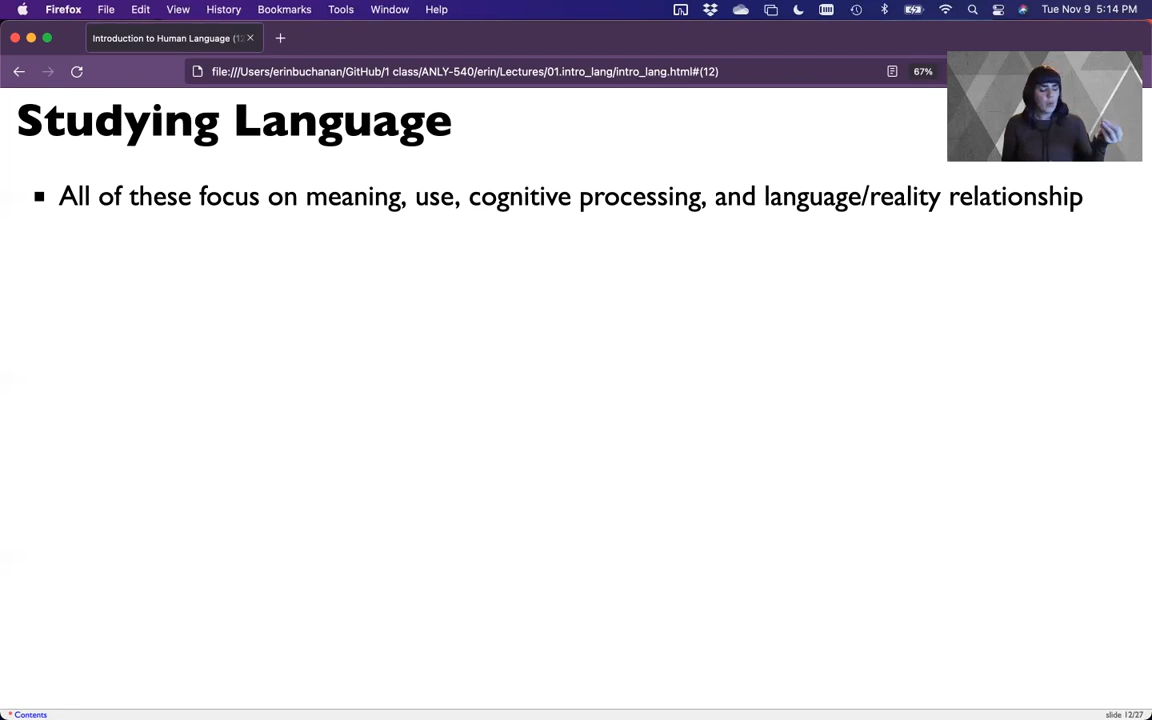 Firefox File Edit View History Bookmarks Tools Window Help Tue Nov 9 5:14 PM
Introduction to Human Language (12
file:///Users/erinbuchanan/GitHub/1 class/ANLY-540/erin/Lectures/01.intro_lang/intro_lang.html#(12) 67%
Studying Language
All of these focus on meaning, use, cognitive processing, and language/reality relationship
* Contents slide 12/27